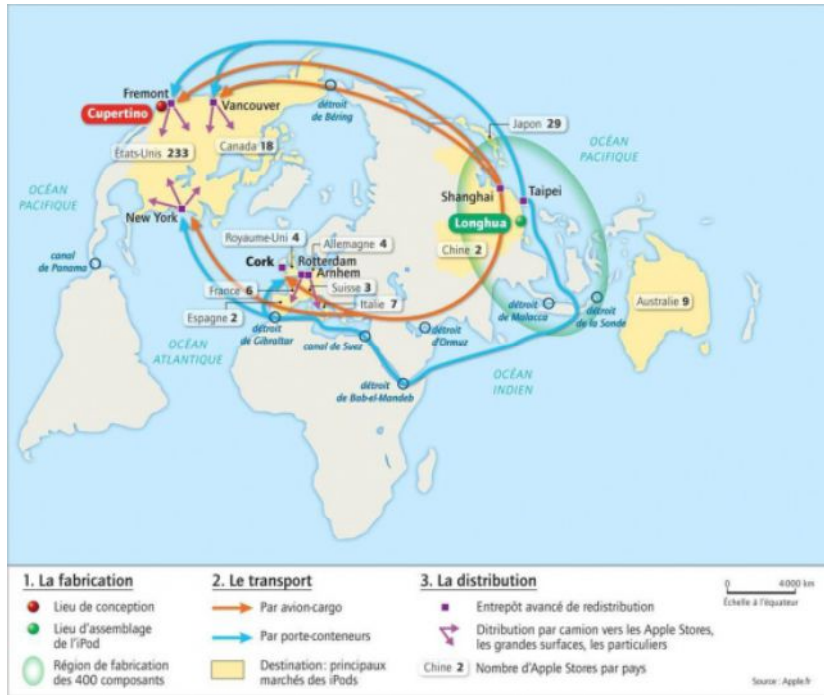 Fremont
Cupertino
Vancouver
détroit
de Béring
Japon 29
États-Unis 233
Canada 18
OCÉAN
PACIFIQUE
OCÉAN
PACIFIQUE
Shanghai
Taipei
New York
Longhua
Royaume-Uni 4
Allemagne 4
Chine 2
canal
de Panama
Cork
Rotterdam
Arnhem
France 6
Suisse 3
Italie 7
Espagne 2
détroit
de Gibraltar
canal de Suez
détroit
d'Ormuz
détroit
de Malacca
détroit
de la Sonde
Australie 9
OCÉAN
ATLANTIQUE
détroit
de Bab-el-Mandeb
OCÉAN
INDIEN
1. La fabrication
Lieu de conception
Lieu d'assemblage
de l'iPod
Région de fabrication
des 400 composants
2. Le transport
Par avion-cargo
Par porte-conteneurs
Destination : principaux
marchés des iPods
3. La distribution
Entrepôt avancé de redistribution
Ditribution par camion vers les Apple Stores,
les grandes surfaces, les particuliers
Chine 2 Nombre d'Apple Stores par pays
0 4000 km
Échelle à l'équateur
Source : Apple.fr